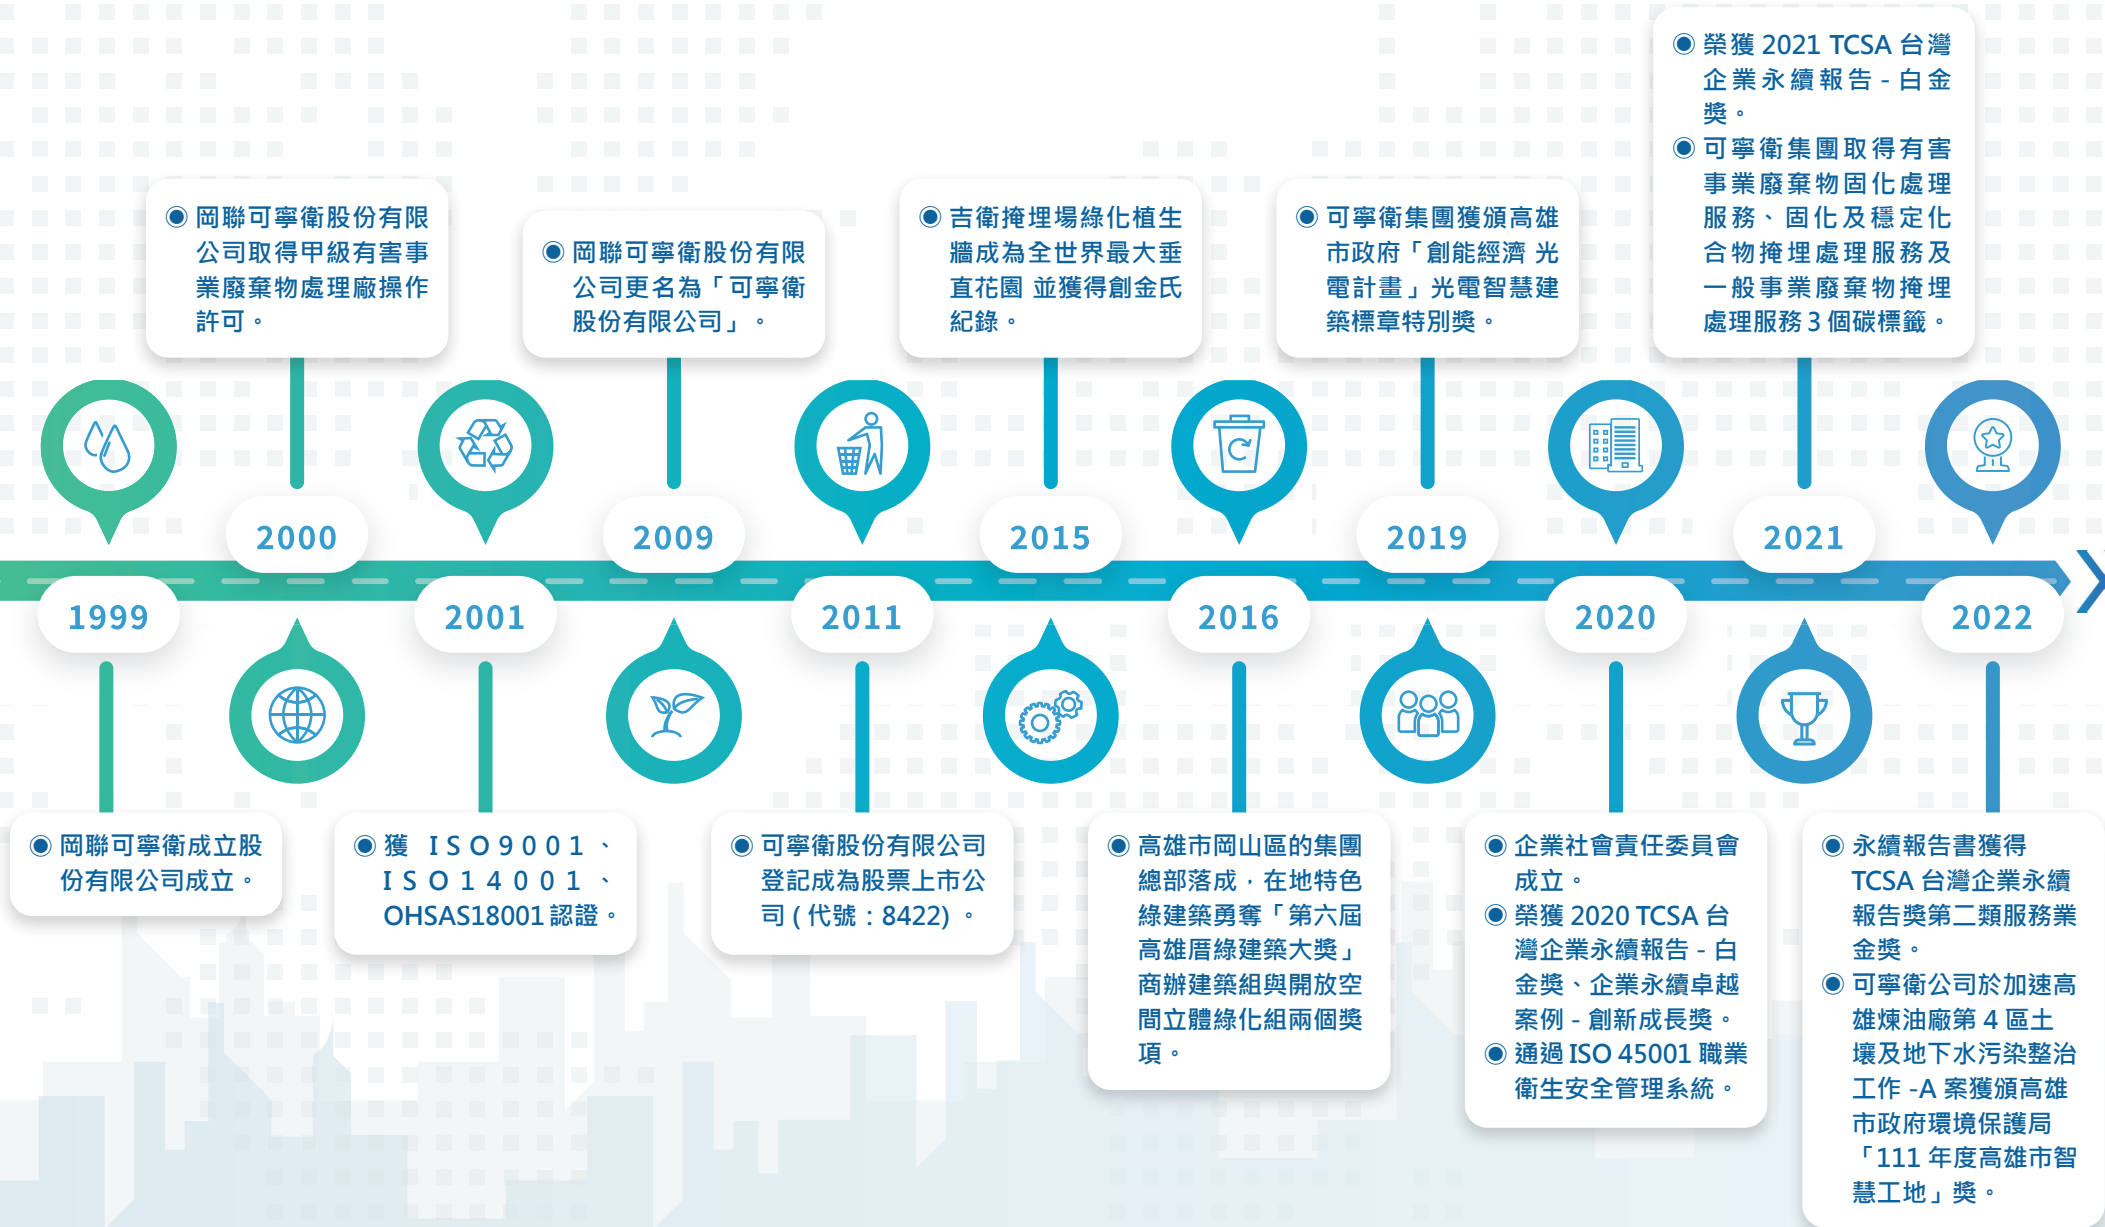 1999
岡聯可寧衛成立股
份有限公司成立。
2000
岡聯可寧衛股份有限
公司取得甲級有害事
業廢棄物處理廠操作
許可。
2001
獲 ISO9001、
ISO14001、
OHSAS18001 認證。
2009
岡聯可寧衛股份有限
公司更名為「可寧衛
股份有限公司」。
2011
可寧衛股份有限公司
登記成為股票上市公
司 ( 代號：8422) 。
2015
吉衛掩埋場綠化植生
牆成為全世界最大垂
直花園 並獲得創金氏
紀錄。
2016
高雄市岡山區的集團
總部落成，在地特色
綠建築勇奪「第六屆
高雄厝綠建築大獎」
商辦建築組與開放空
間立體綠化組兩個獎
項。
2019
可寧衛集團獲頒高雄
市政府「創能經濟 光
電計畫」光電智慧建
築標章特別獎。
2020
企業社會責任委員會
成立。
榮獲 2020 TCSA 台
灣企業永續報告 - 白
金獎、企業永續卓越
案例 - 創新成長獎。
通過 ISO 45001 職業
衛生安全管理系統。
2021
榮獲 2021 TCSA 台灣
企業永續報告 - 白金
獎。
可寧衛集團取得有害
事業廢棄物固化處理
服務、固化及穩定化
合物掩埋處理服務及
一般事業廢棄物掩埋
處理服務 3 個碳標籤。
2022
永續報告書獲得
TCSA 台灣企業永續
報告獎第二類服務業
金獎。
可寧衛公司於加速高
雄煉油廠第 4 區土
壤及地下水污染整治
工作 -A 案獲頒高雄
市政府環境保護局
「111 年度高雄市智
慧工地」獎。